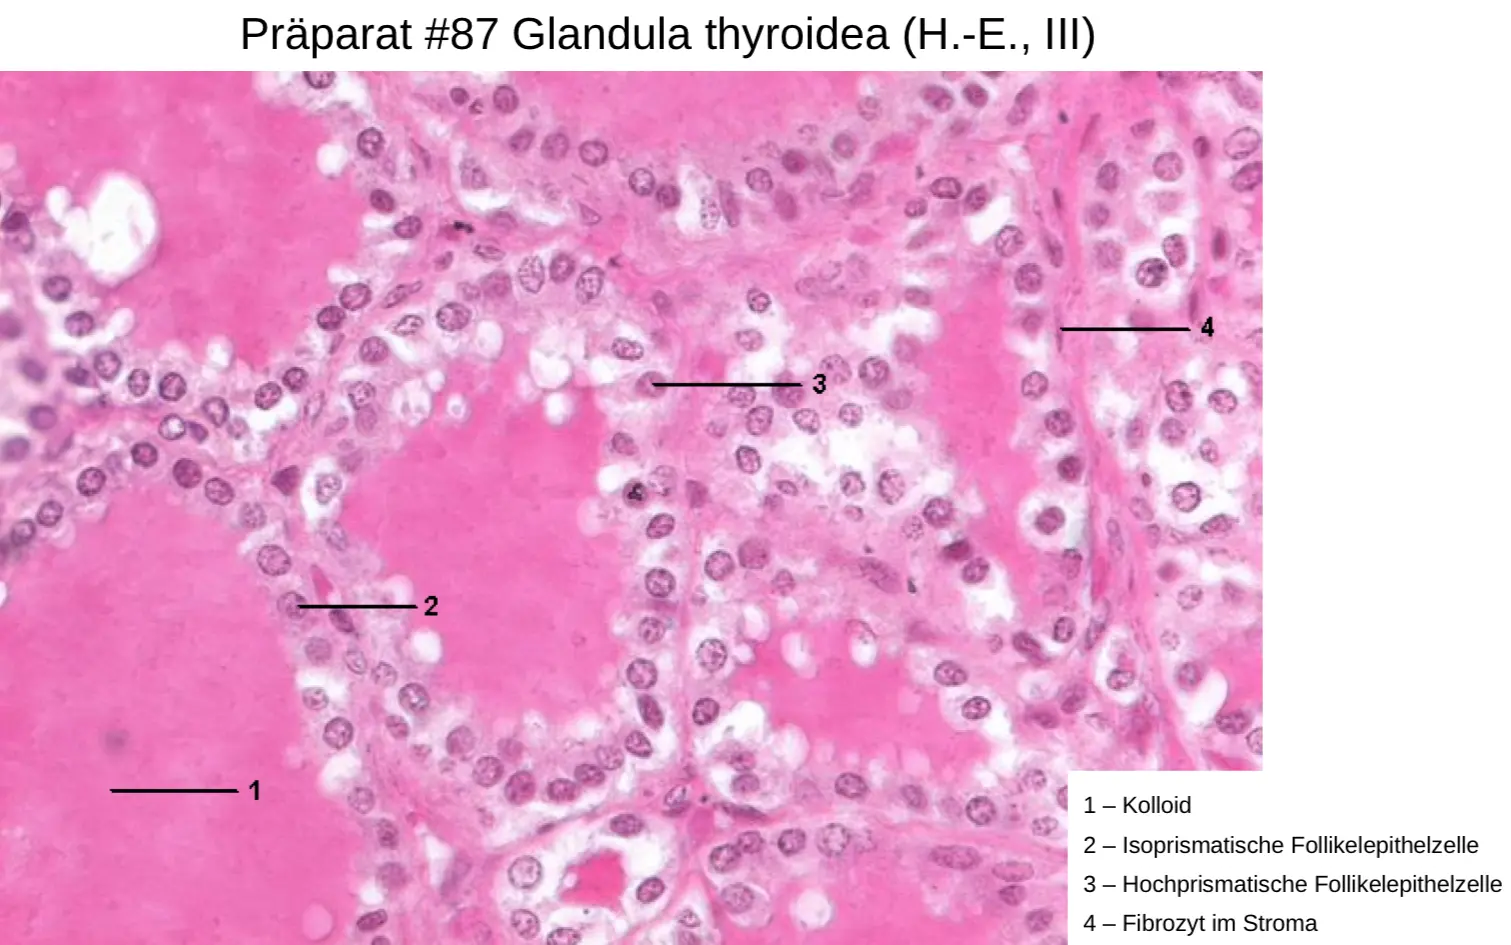 Präparat #87 Glandula thyroidea (H.-E., III)
4
3
2
1
1 – Kolloid
2 – Isoprismatische Follikelepithelzelle
3 – Hochprismatische Follikelepithelzelle
4 – Fibrozyt im Stroma